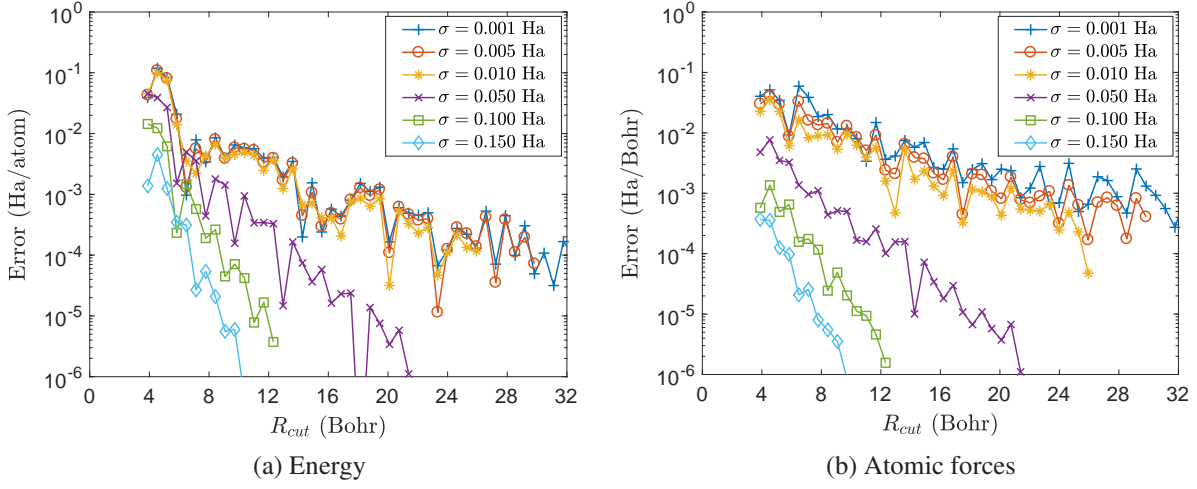 10^0
10^-1
10^-2
10^-3
10^-4
10^-5
10^-6
Error (Ha/atom)
0 4 8 12 16 20 24 28 32
R_cut (Bohr)
σ = 0.001 Ha
σ = 0.005 Ha
σ = 0.010 Ha
σ = 0.050 Ha
σ = 0.100 Ha
σ = 0.150 Ha
(a) Energy
10^0
10^-1
10^-2
10^-3
10^-4
10^-5
10^-6
Error (Ha/Bohr)
0 4 8 12 16 20 24 28 32
R_cut (Bohr)
σ = 0.001 Ha
σ = 0.005 Ha
σ = 0.010 Ha
σ = 0.050 Ha
σ = 0.100 Ha
σ = 0.150 Ha
(b) Atomic forces